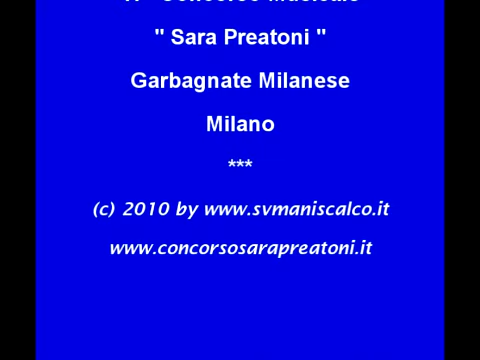 " Sara Preatoni "
Garbagnate Milanese
Milano
***
(c) 2010 by www.svmaniscalco.it
www.concorsosarapreatoni.it